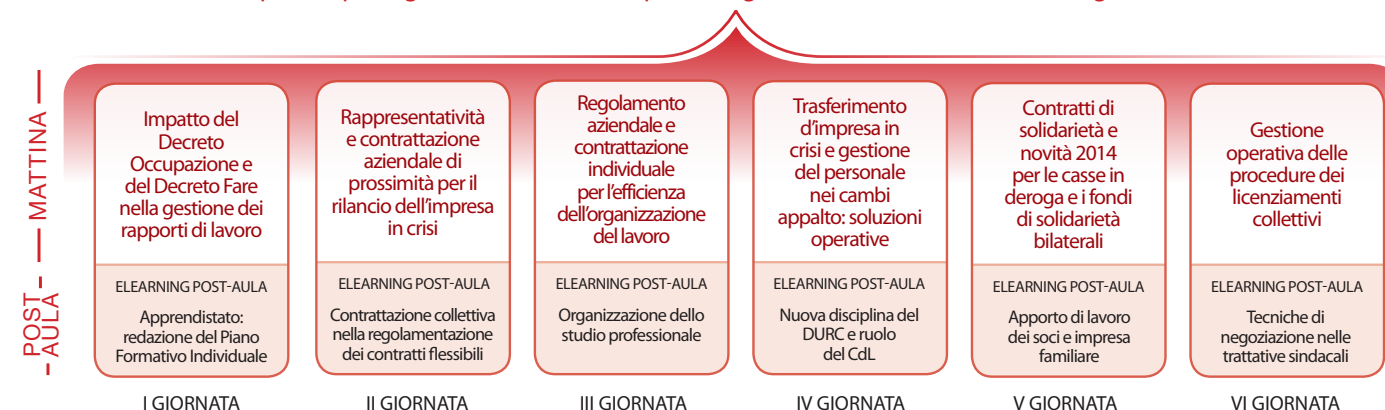 MATTINA
Impatto del
Decreto
Occupazione e
del Decreto Fare
nella gestione dei
rapporti di lavoro
Rappresentatività
e contrattazione
aziendale di
prossimità per il
rilancio dell'impresa
in crisi
Regolamento
aziendale e
contrattazione
individuale
per l'efficienza
dell'organizzazione
del lavoro
Trasferimento
d'impresa in
crisi e gestione
del personale
nei cambi
appalto: soluzioni
operative
Contratti di
solidarietà e
novità 2014
per le casse in
deroga e i fondi
di solidarietà
bilaterali
Gestione
operativa delle
procedure dei
licenziamenti
collettivi
POST
AULA
ELEARNING POST-AULA
Apprendistato:
redazione del Piano
Formativo Individuale
ELEARNING POST-AULA
Contrattazione collettiva
nella regolamentazione
dei contratti flessibili
ELEARNING POST-AULA
Organizzazione dello
studio professionale
ELEARNING POST-AULA
Nuova disciplina del
DURC e ruolo
del CdL
ELEARNING POST-AULA
Apporto di lavoro
dei soci e impresa
familiare
ELEARNING POST-AULA
Tecniche di
negoziazione nelle
trattative sindacali
I GIORNATA
II GIORNATA
III GIORNATA
IV GIORNATA
V GIORNATA
VI GIORNATA